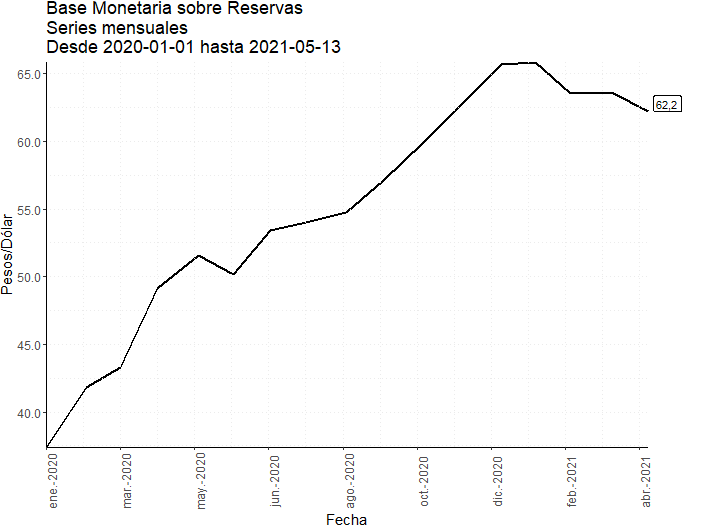 Base Monetaria sobre Reservas
Series mensuales
Desde 2020-01-01 hasta 2021-05-13
Pesos/Dólar
65.0
60.0
55.0
50.0
45.0
40.0
62,2
ene.-2020
mar.-2020
may.-2020
jun.-2020
ago.-2020
oct.-2020
dic.-2020
feb.-2021
abr.-2021
Fecha